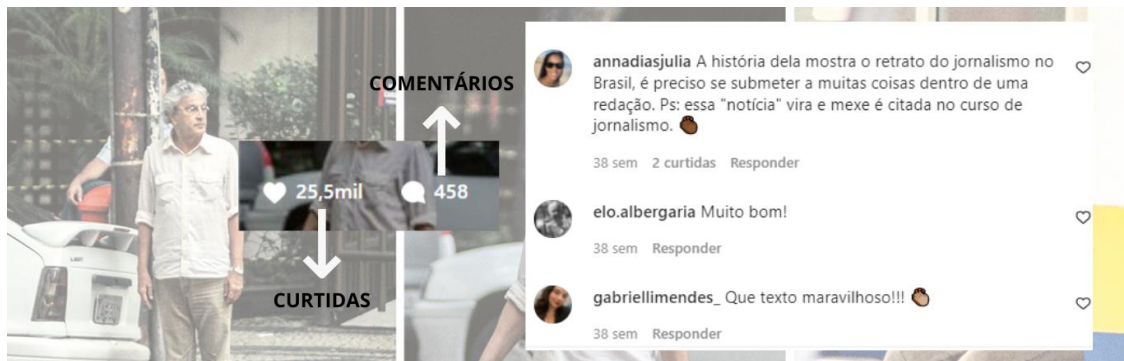 COMENTÁRIOS
25,5mil 458
CURTIDAS
annadiasjulia A história dela mostra o retrato do jornalismo no
Brasil, é preciso se submeter a muitas coisas dentro de uma
redação. Ps: essa "notícia" vira e mexe é citada no curso de
jornalismo. 👏🏾
38 sem 2 curtidas Responder
elo.albergaria Muito bom!
38 sem Responder
gabriellimendes_ Que texto maravilhoso!!! 👏🏽
38 sem Responder